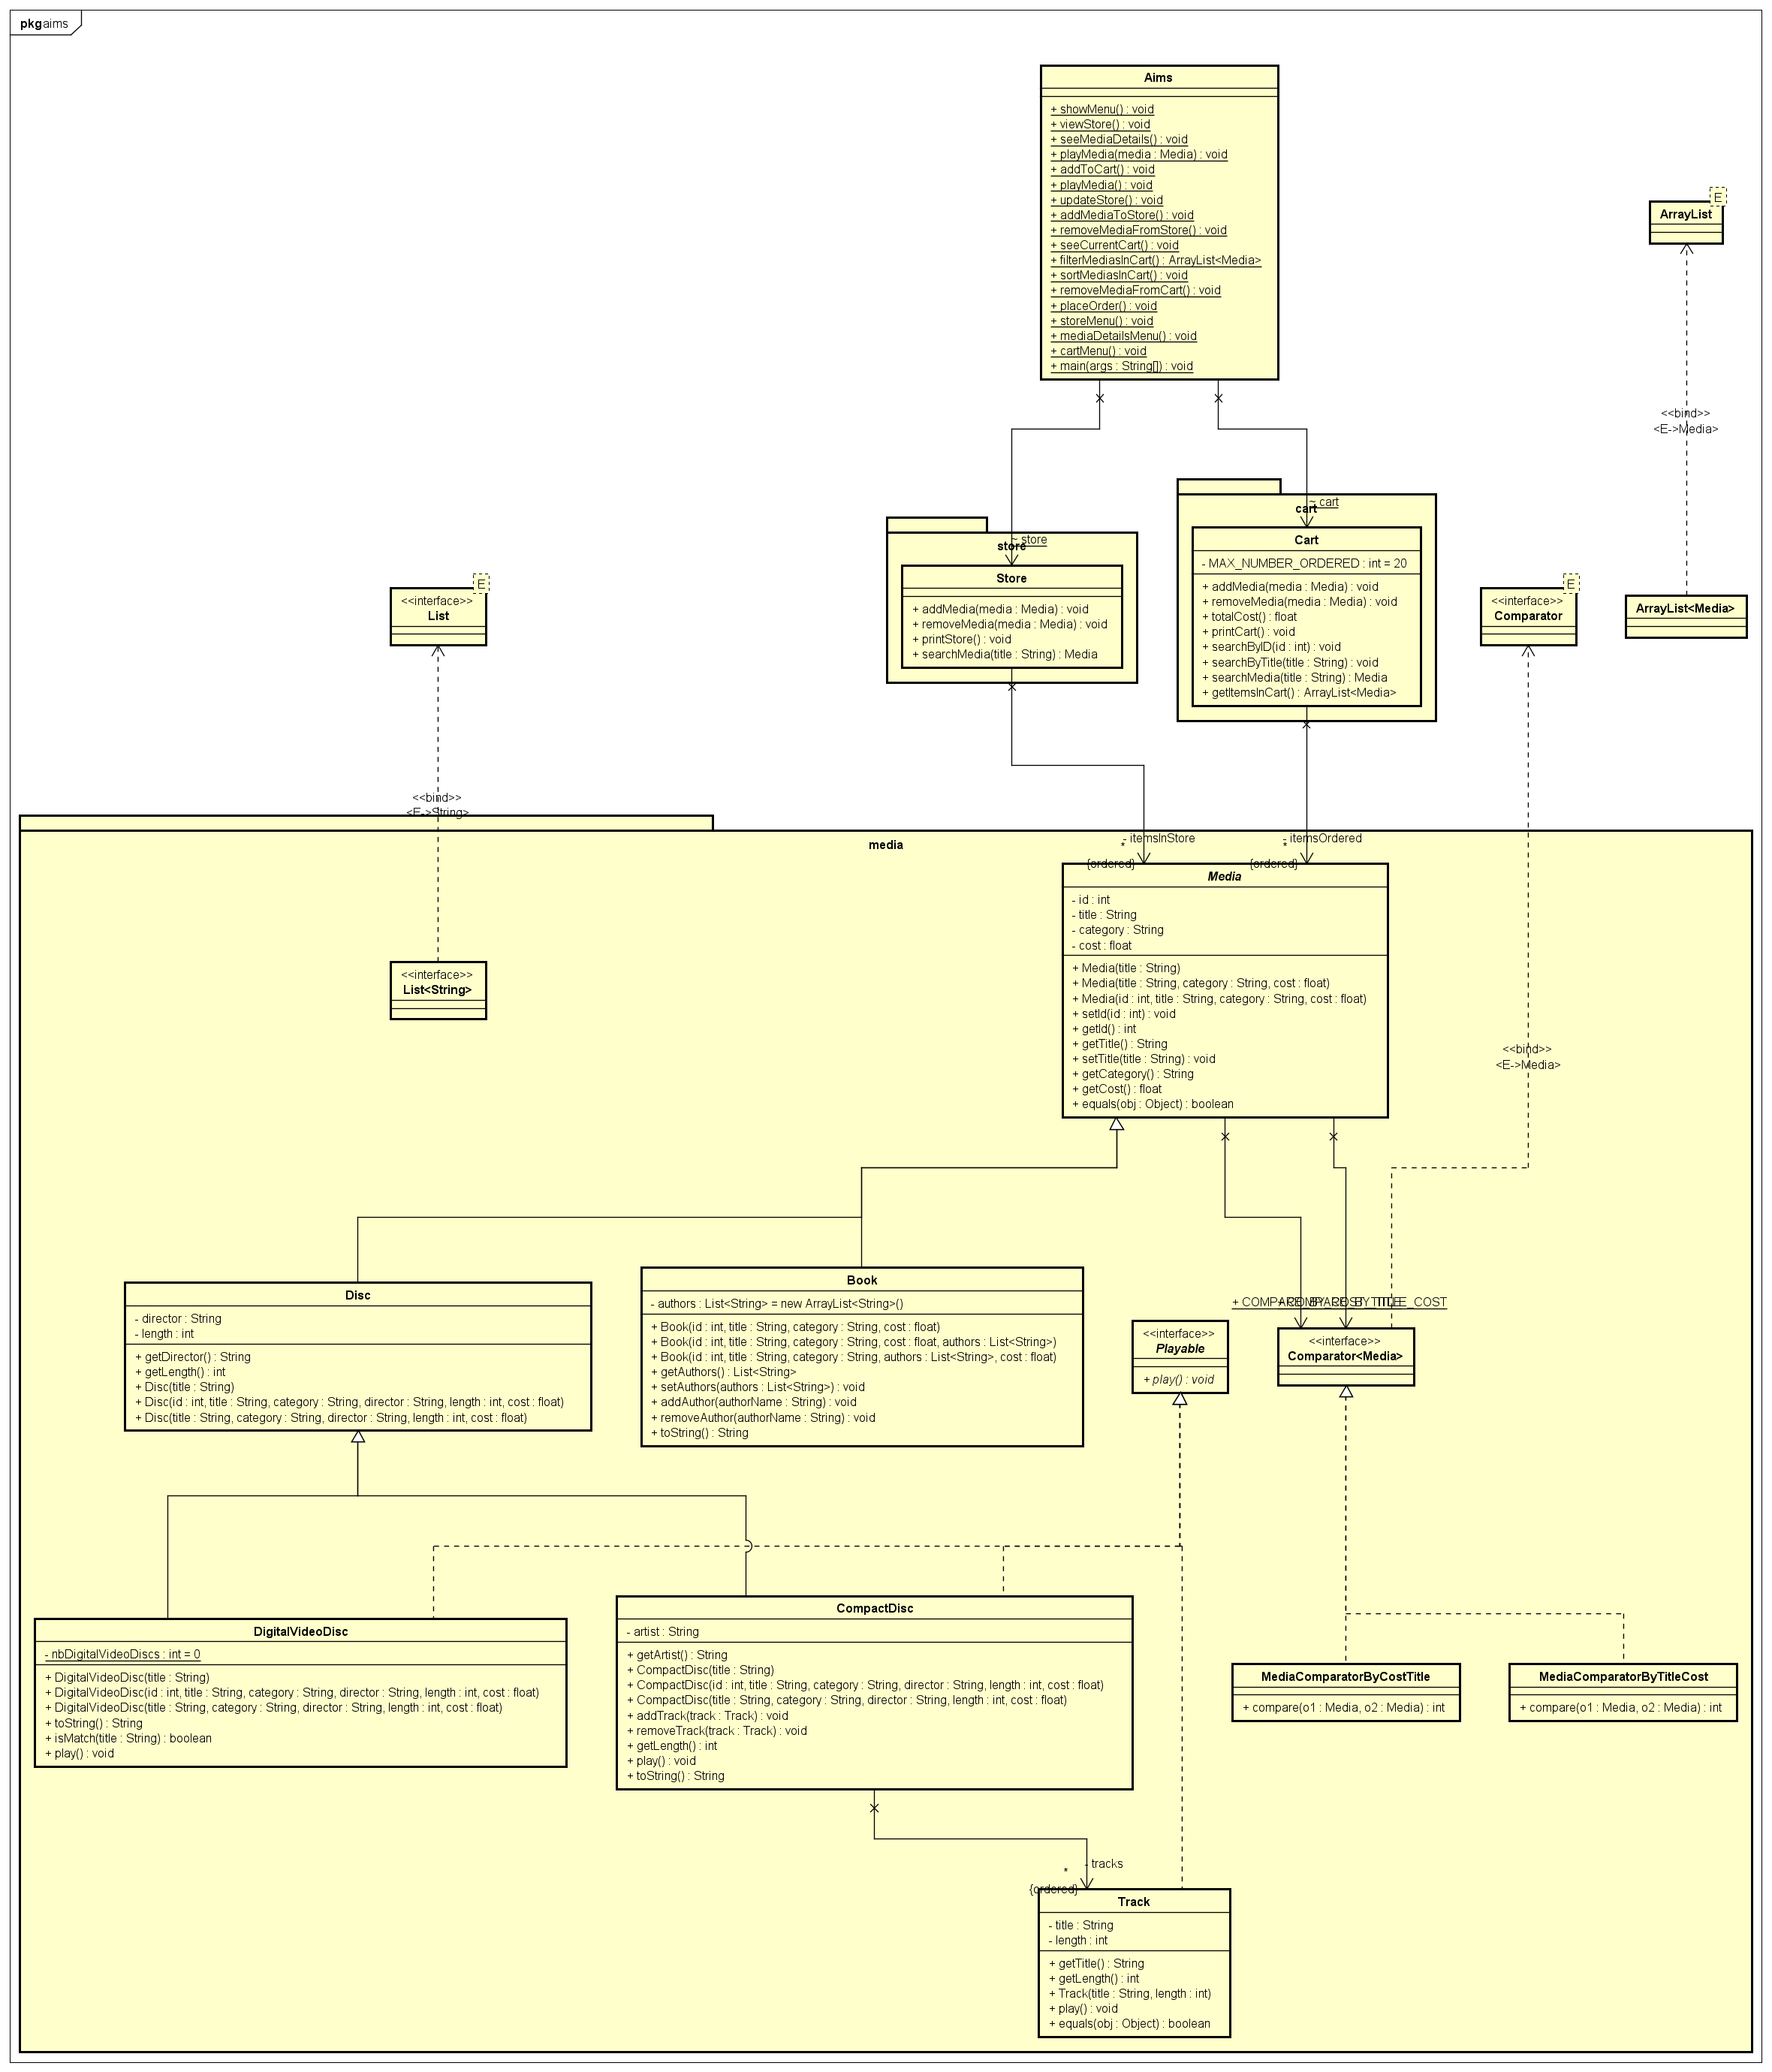 pkg aims
Aims
+ showMenu() : void
+ viewStore() : void
+ seeMediaDetails() : void
+ playMedia(media : Media) : void
+ addToCart() : void
+ playMedia() : void
+ updateStore() : void
+ addMediaToStore() : void
+ removeMediaFromStore() : void
+ seeCurrentCart() : void
+ filterMediasInCart() : ArrayList<Media>
+ sortMediasInCart() : void
+ removeMediaFromCart() : void
+ placeOrder() : void
+ storeMenu() : void
+ mediaDetailsMenu() : void
+ cartMenu() : void
+ main(args : String[]) : void
E
ArrayList
<<bind>>
<E->Media>
ArrayList<Media>
~ cart
cart
Cart
- MAX_NUMBER_ORDERED : int = 20
+ addMedia(media : Media) : void
+ removeMedia(media : Media) : void
+ totalCost() : float
+ printCart() : void
+ searchByID(id : int) : void
+ searchByTitle(title : String) : void
+ searchMedia(title : String) : Media
+ getItemsInCart() : ArrayList<Media>
~ store
store
Store
+ addMedia(media : Media) : void
+ removeMedia(media : Media) : void
+ printStore() : void
+ searchMedia(title : String) : Media
E
<<interface>>
List
E
<<interface>>
Comparator
<<bind>>
<E->String>
media
- itemsInStore
*
{ordered}
- itemsOrdered
*
{ordered}
Media
- id : int
- title : String
- category : String
- cost : float
+ Media(title : String)
+ Media(title : String, category : String, cost : float)
+ Media(id : int, title : String, category : String, cost : float)
+ setId(id : int) : void
+ getId() : int
+ getTitle() : String
+ setTitle(title : String) : void
+ getCategory() : String
+ getCost() : float
+ equals(obj : Object) : boolean
<<interface>>
List<String>
<<bind>>
<E->Media>
Disc
- director : String
- length : int
+ getDirector() : String
+ getLength() : int
+ Disc(title : String)
+ Disc(id : int, title : String, category : String, director : String, length : int, cost : float)
+ Disc(title : String, category : String, director : String, length : int, cost : float)
Book
- authors : List<String> = new ArrayList<String>()
+ Book(id : int, title : String, category : String, cost : float)
+ Book(id : int, title : String, category : String, cost : float, authors : List<String>)
+ Book(id : int, title : String, category : String, authors : List<String>, cost : float)
+ getAuthors() : List<String>
+ setAuthors(authors : List<String>) : void
+ addAuthor(authorName : String) : void
+ removeAuthor(authorName : String) : void
+ toString() : String
<<interface>>
Playable
+ play() : void
+ COMPARE_BY_COST_TITLE
+ COMPARE_BY_TITLE_COST
<<interface>>
Comparator<Media>
DigitalVideoDisc
- nbDigitalVideoDiscs : int = 0
+ DigitalVideoDisc(title : String)
+ DigitalVideoDisc(id : int, title : String, category : String, director : String, length : int, cost : float)
+ DigitalVideoDisc(title : String, category : String, director : String, length : int, cost : float)
+ toString() : String
+ isMatch(title : String) : boolean
+ play() : void
CompactDisc
- artist : String
+ getArtist() : String
+ CompactDisc(title : String)
+ CompactDisc(id : int, title : String, category : String, director : String, length : int, cost : float)
+ CompactDisc(title : String, category : String, director : String, length : int, cost : float)
+ addTrack(track : Track) : void
+ removeTrack(track : Track) : void
+ getLength() : int
+ play() : void
+ toString() : String
MediaComparatorByCostTitle
+ compare(o1 : Media, o2 : Media) : int
MediaComparatorByTitleCost
+ compare(o1 : Media, o2 : Media) : int
- tracks
*
{ordered}
Track
- title : String
- length : int
+ getTitle() : String
+ getLength() : int
+ Track(title : String, length : int)
+ play() : void
+ equals(obj : Object) : boolean